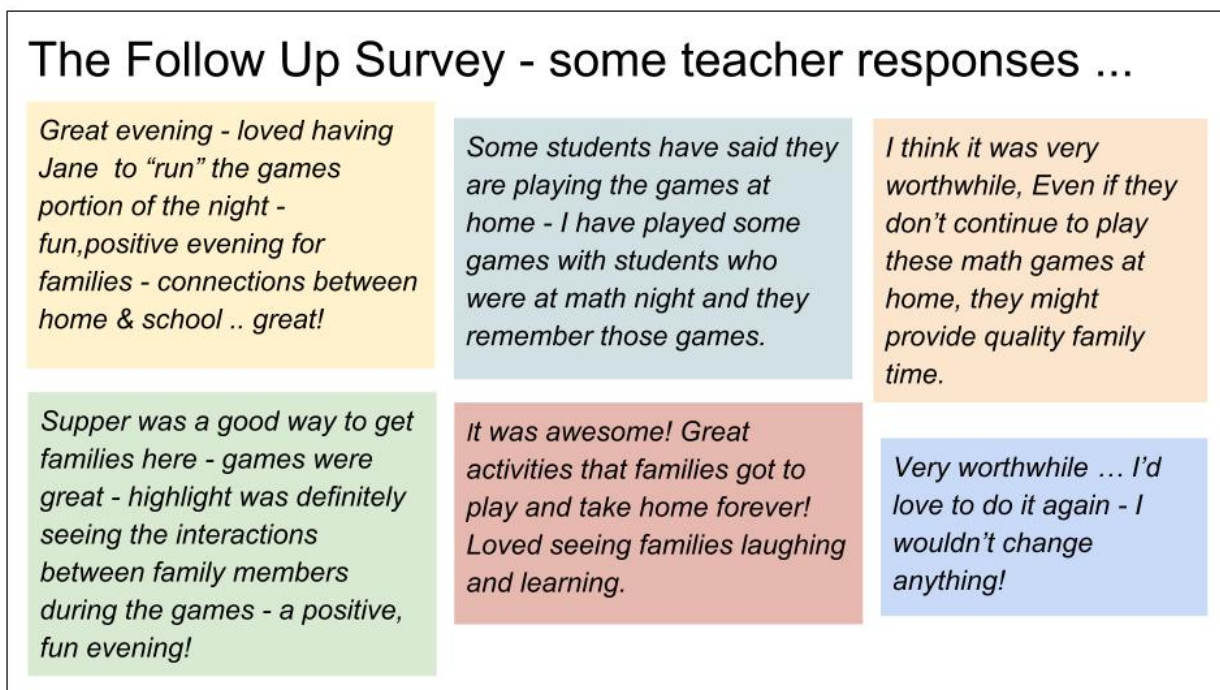 The Follow Up Survey - some teacher responses ...
Great evening - loved having
Jane to “run” the games
portion of the night -
fun,positive evening for
families - connections between
home & school .. great!
Some students have said they
are playing the games at
home - I have played some
games with students who
were at math night and they
remember those games.
I think it was very
worthwhile, Even if they
don’t continue to play
these math games at
home, they might
provide quality family
time.
Supper was a good way to get
families here - games were
great - highlight was definitely
seeing the interactions
between family members
during the games - a positive,
fun evening!
It was awesome! Great
activities that families got to
play and take home forever!
Loved seeing families laughing
and learning.
Very worthwhile … I’d
love to do it again - I
wouldn’t change
anything!